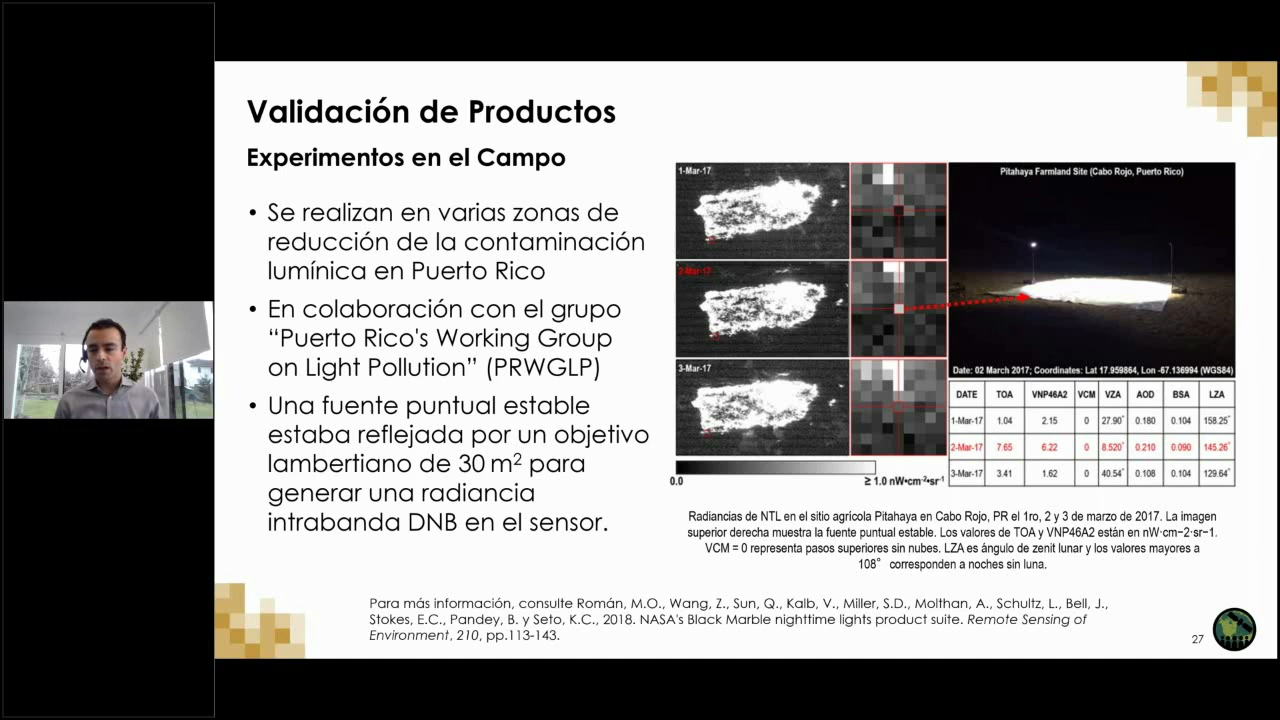 Validación de Productos
Experimentos en el Campo
• Se realizan en varias zonas de
reducción de la contaminación
lumínica en Puerto Rico
• En colaboración con el grupo
“Puerto Rico's Working Group
on Light Pollution” (PRWGLP)
• Una fuente puntual estable
estaba reflejada por un objetivo
lambertiano de 30 m² para
generar una radiancia
intrabanda DNB en el sensor.
1-Mar-17
2-Mar-17
3-Mar-17
0.0 ≥ 1.0 nW•cm-2•sr-1
Pitahaya Farmland Site (Cabo Rojo, Puerto Rico)
Date: 02 March 2017; Coordinates: Lat 17.959864, Lon -67.136994 (WGS84)
DATE TOA VNP46A2 VCM VZA AOD BSA LZA
1-Mar-17 1.04 2.15 0 27.90° 0.180 0.104 158.25°
2-Mar-17 7.65 6.22 0 8.520° 0.210 0.090 145.26°
3-Mar-17 3.41 1.62 0 40.54° 0.108 0.104 129.64°
Radiancias de NTL en el sitio agrícola Pitahaya en Cabo Rojo, PR el 1ro, 2 y 3 de marzo de 2017. La imagen
superior derecha muestra la fuente puntual estable. Los valores de TOA y VNP46A2 están en nW·cm−2·sr−1.
VCM = 0 representa pasos superiores sin nubes. LZA es ángulo de zenit lunar y los valores mayores a
108° corresponden a noches sin luna.
Para más información, consulte Román, M.O., Wang, Z., Sun, Q., Kalb, V., Miller, S.D., Molthan, A., Schultz, L., Bell, J.,
Stokes, E.C., Pandey, B. y Seto, K.C., 2018. NASA's Black Marble nighttime lights product suite. Remote Sensing of
Environment, 210, pp.113-143.
27